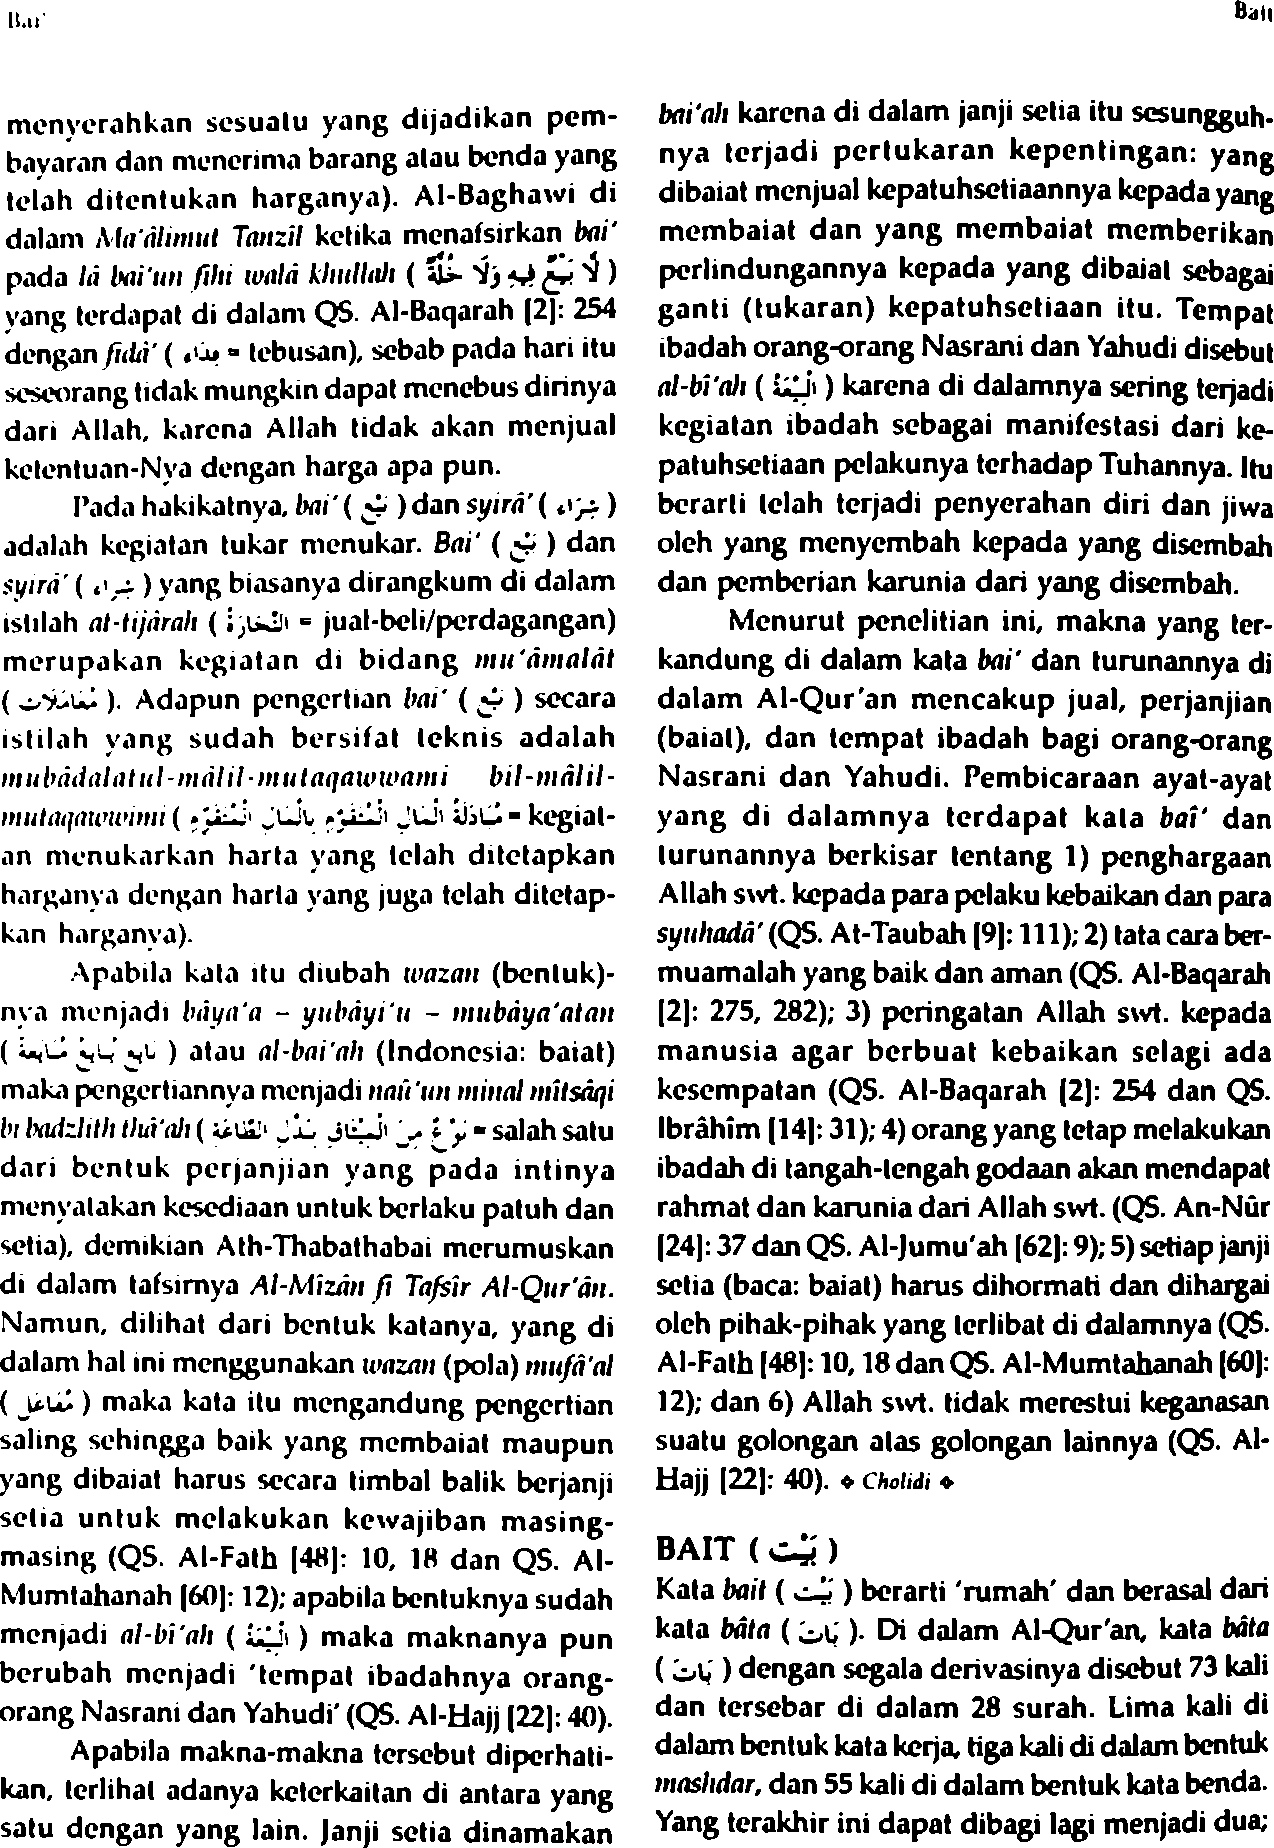 Bai'
Bait
menyerahkan sesuatu yang dijadikan pem-
bayaran dan menerima barang atau benda yang
telah ditentukan harganya). Al-Baghawi di
dalam Ma'âlimut Tanzîl ketika menafsirkan bai'
pada lâ bai'un fîhi walâ khullah ( لاَ بَيْعٌ فِيهِ وَلاَ خُلَّةٌ )
yang terdapat di dalam QS. Al-Baqarah [2]: 254
dengan fidâ' ( فِدَاء = tebusan), sebab pada hari itu
seseorang tidak mungkin dapat menebus dirinya
dari Allah, karena Allah tidak akan menjual
ketentuan-Nya dengan harga apa pun.
Pada hakikatnya, bai' ( بَيْع ) dan syirâ' ( شِرَاء )
adalah kegiatan tukar menukar. Bai' ( بَيْع ) dan
syirâ' ( شِرَاء ) yang biasanya dirangkum di dalam
istilah at-tijârah ( التِّجَارَةُ = jual-beli/perdagangan)
merupakan kegiatan di bidang mu'âmalât
( مُعَامَلاَت ). Adapun pengertian bai' ( بَيْع ) secara
istilah yang sudah bersifat teknis adalah
mubâdalatul-mâlil-mutaqawwami bil-mâlil-
mutaqawwimi ( مُبَادَلَةُ الْمَالِ الْمُتَقَوَّمِ بِالْمَالِ الْمُتَقَوَّمِ = kegiat-
an menukarkan harta yang telah ditetapkan
harganya dengan harta yang juga telah ditetap-
kan harganya).
Apabila kata itu diubah wazan (bentuk)-
nya menjadi bâya'a – yubâyi'u – mubâya'atan
( بَايَعَ يُبَايِعُ مُبَايَعَةً ) atau al-bai'ah (Indonesia: baiat)
maka pengertiannya menjadi naû'un minal mîtsâqi
bi badzlith thâ'ah ( نَوْعٌ مِنَ الْمِيْثَاقِ بِبَذْلِ الطَّاعَةِ = salah satu
dari bentuk perjanjian yang pada intinya
menyatakan kesediaan untuk berlaku patuh dan
setia), demikian Ath-Thabathabai merumuskan
di dalam tafsirnya Al-Mîzân fî Tafsîr Al-Qur'ân.
Namun, dilihat dari bentuk katanya, yang di
dalam hal ini menggunakan wazan (pola) mufâ'al
( مُفَاعَل ) maka kata itu mengandung pengertian
saling sehingga baik yang membaiat maupun
yang dibaiat harus secara timbal balik berjanji
setia untuk melakukan kewajiban masing-
masing (QS. Al-Fath [48]: 10, 18 dan QS. Al-
Mumtahanah [60]: 12); apabila bentuknya sudah
menjadi al-bî'ah ( الْبِيْعَةُ ) maka maknanya pun
berubah menjadi 'tempat ibadahnya orang-
orang Nasrani dan Yahudi' (QS. Al-Hajj [22]: 40).
Apabila makna-makna tersebut diperhati-
kan, terlihat adanya keterkaitan di antara yang
satu dengan yang lain. Janji setia dinamakan
bai'ah karena di dalam janji setia itu sesungguh-
nya terjadi pertukaran kepentingan: yang
dibaiat menjual kepatuhsetiaannya kepada yang
membaiat dan yang membaiat memberikan
perlindungannya kepada yang dibaiat sebagai
ganti (tukaran) kepatuhsetiaan itu. Tempat
ibadah orang-orang Nasrani dan Yahudi disebut
al-bî'ah ( الْبِيْعَةُ ) karena di dalamnya sering terjadi
kegiatan ibadah sebagai manifestasi dari ke-
patuhsetiaan pelakunya terhadap Tuhannya. Itu
berarti telah terjadi penyerahan diri dan jiwa
oleh yang menyembah kepada yang disembah
dan pemberian karunia dari yang disembah.
Menurut penelitian ini, makna yang ter-
kandung di dalam kata bai' dan turunannya di
dalam Al-Qur'an mencakup jual, perjanjian
(baiat), dan tempat ibadah bagi orang-orang
Nasrani dan Yahudi. Pembicaraan ayat-ayat
yang di dalamnya terdapat kata baî' dan
turunannya berkisar tentang 1) penghargaan
Allah swt. kepada para pelaku kebaikan dan para
syuhadâ' (QS. At-Taubah [9]: 111); 2) tata cara ber-
muamalah yang baik dan aman (QS. Al-Baqarah
[2]: 275, 282); 3) peringatan Allah swt. kepada
manusia agar berbuat kebaikan selagi ada
kesempatan (QS. Al-Baqarah [2]: 254 dan QS.
Ibrâhîm [14]: 31); 4) orang yang tetap melakukan
ibadah di tangah-tengah godaan akan mendapat
rahmat dan karunia dari Allah swt. (QS. An-Nûr
[24]: 37 dan QS. Al-Jumu'ah [62]: 9); 5) setiap janji
setia (baca: baiat) harus dihormati dan dihargai
oleh pihak-pihak yang terlibat di dalamnya (QS.
Al-Fath [48]: 10, 18 dan QS. Al-Mumtahanah [60]:
12); dan 6) Allah swt. tidak merestui keganasan
suatu golongan atas golongan lainnya (QS. Al-
Hajj [22]: 40). ◆ Cholidi ◆
BAIT ( بَيْت )
Kata bait ( بَيْت ) berarti 'rumah' dan berasal dari
kata bâta ( بَاتَ ). Di dalam Al-Qur'an, kata bâta
( بَاتَ ) dengan segala derivasinya disebut 73 kali
dan tersebar di dalam 28 surah. Lima kali di
dalam bentuk kata kerja, tiga kali di dalam bentuk
mashdar, dan 55 kali di dalam bentuk kata benda.
Yang terakhir ini dapat dibagi lagi menjadi dua;